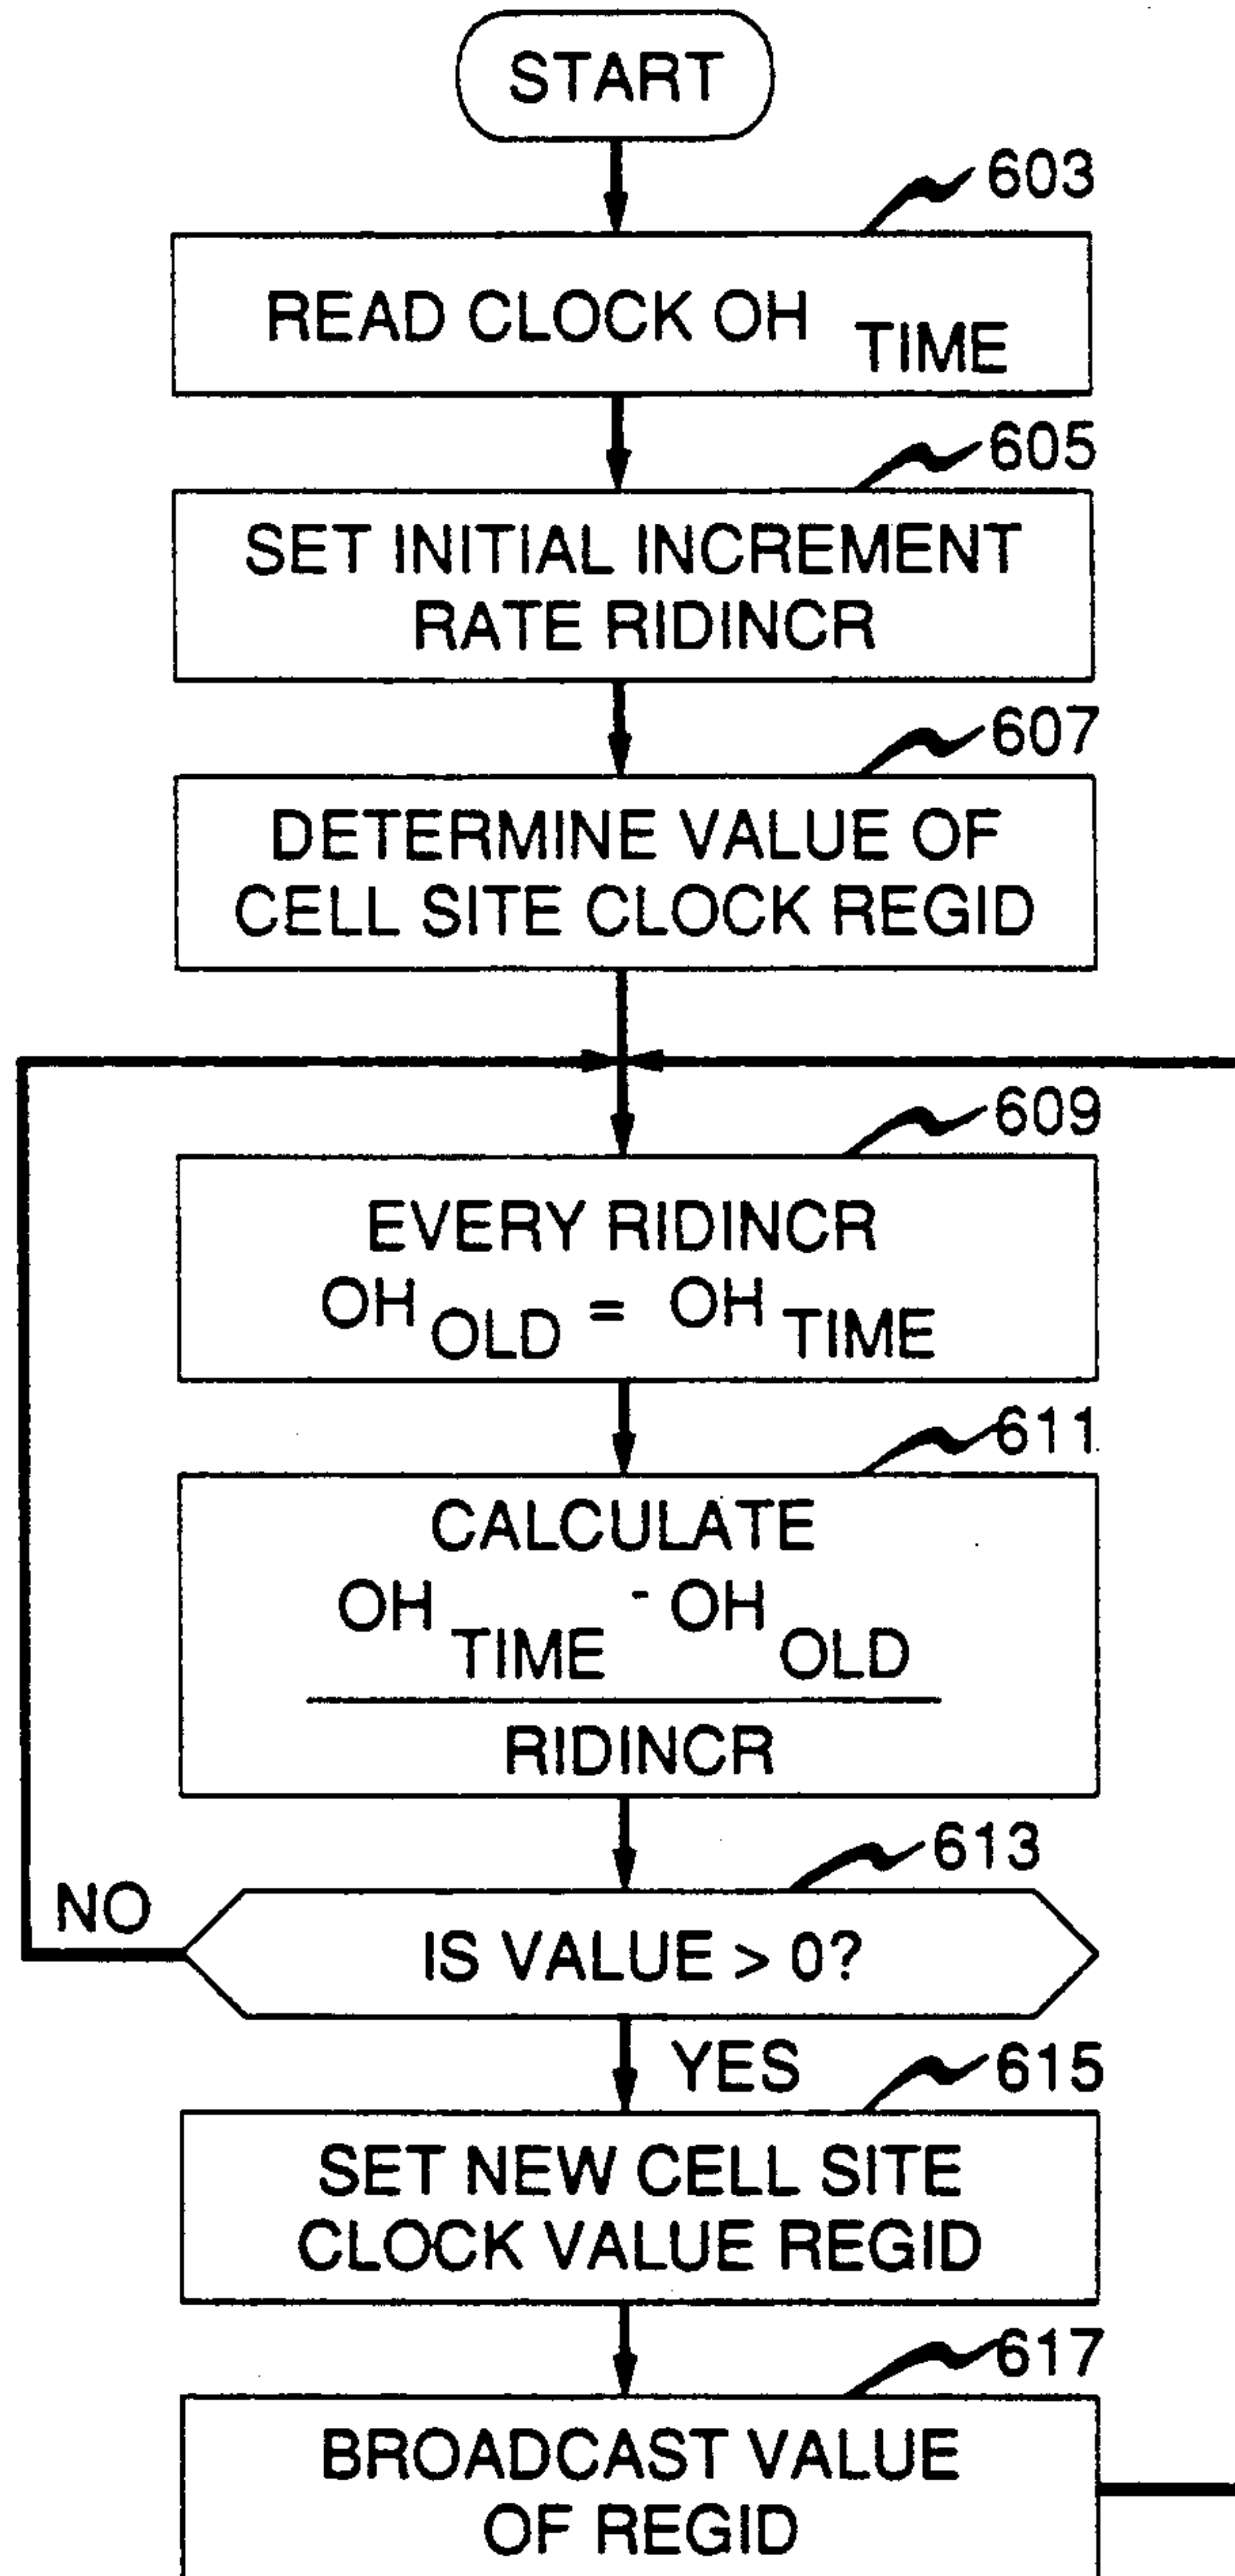 START
603
READ CLOCK OH TIME
605
SET INITIAL INCREMENT
RATE RIDINCR
607
DETERMINE VALUE OF
CELL SITE CLOCK REGID
609
EVERY RIDINCR
OH OLD = OH TIME
611
CALCULATE
OH TIME - OH OLD
RIDINCR
613
NO
IS VALUE > 0?
YES
615
SET NEW CELL SITE
CLOCK VALUE REGID
617
BROADCAST VALUE
OF REGID